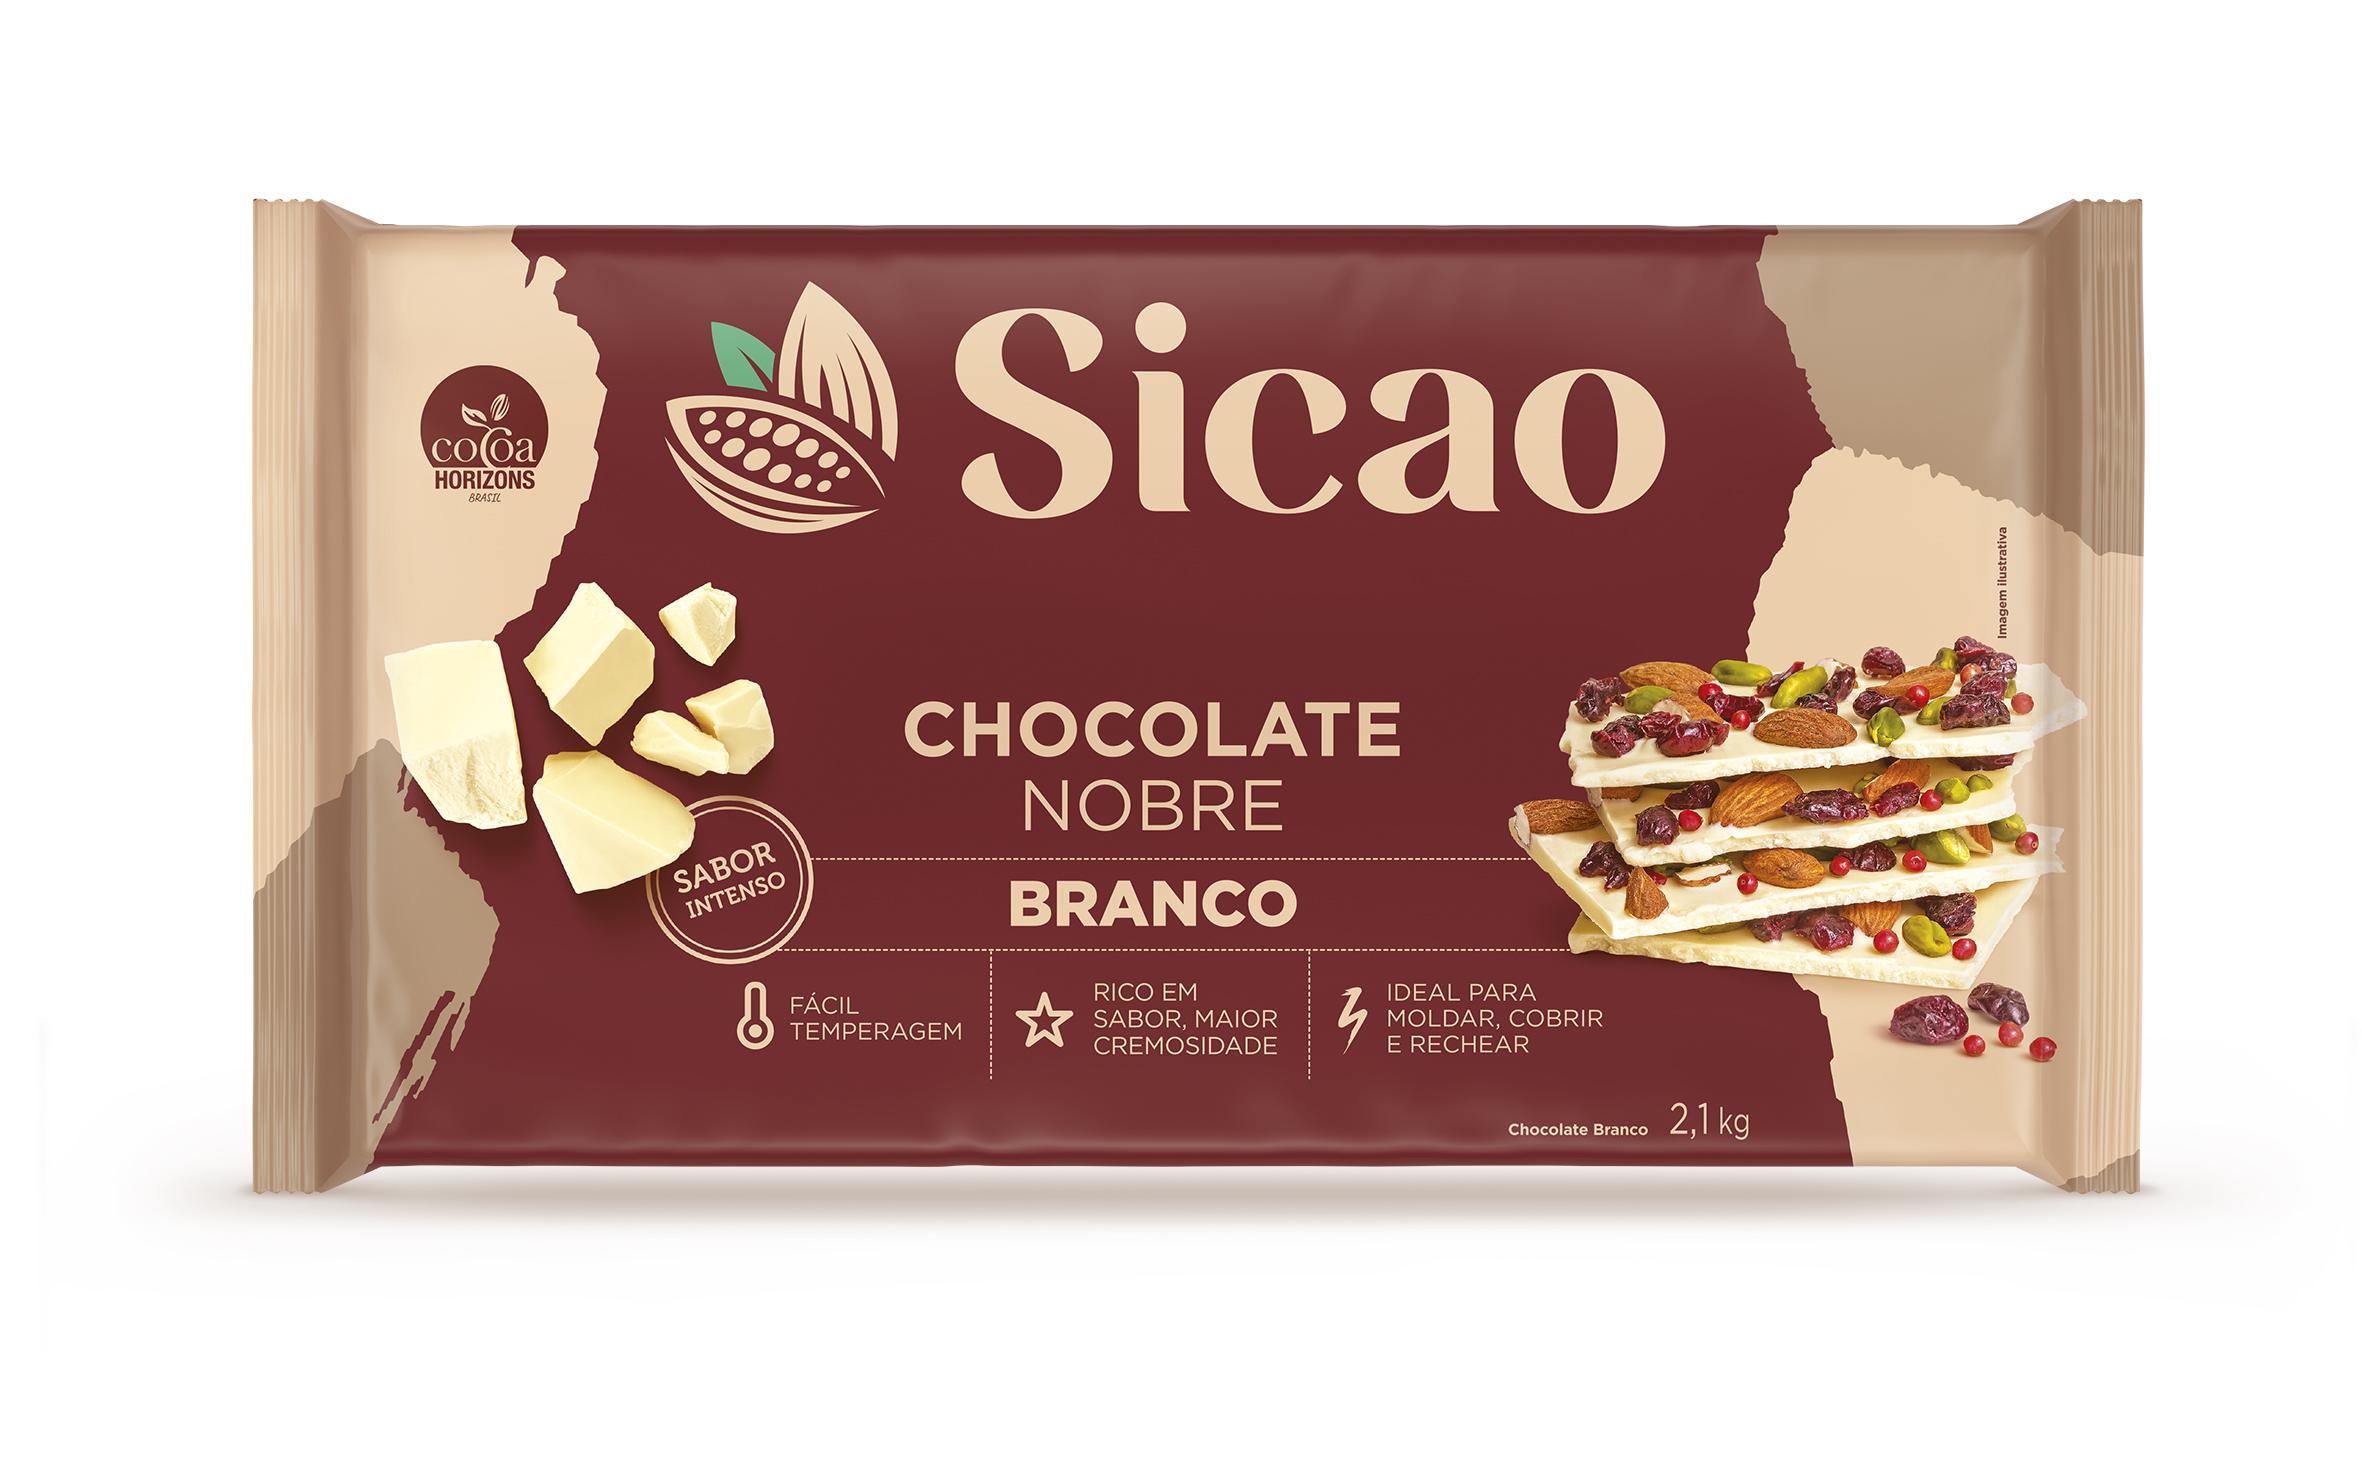 Sicao
cocoa
HORIZONS
BRASIL
Imagem ilustrativa
CHOCOLATE
NOBRE
BRANCO
SABOR
INTENSO
FÁCIL
TEMPERAGEM
RICO EM
SABOR, MAIOR
CREMOSIDADE
IDEAL PARA
MOLDAR, COBRIR
E RECHEAR
Chocolate Branco 2,1 kg